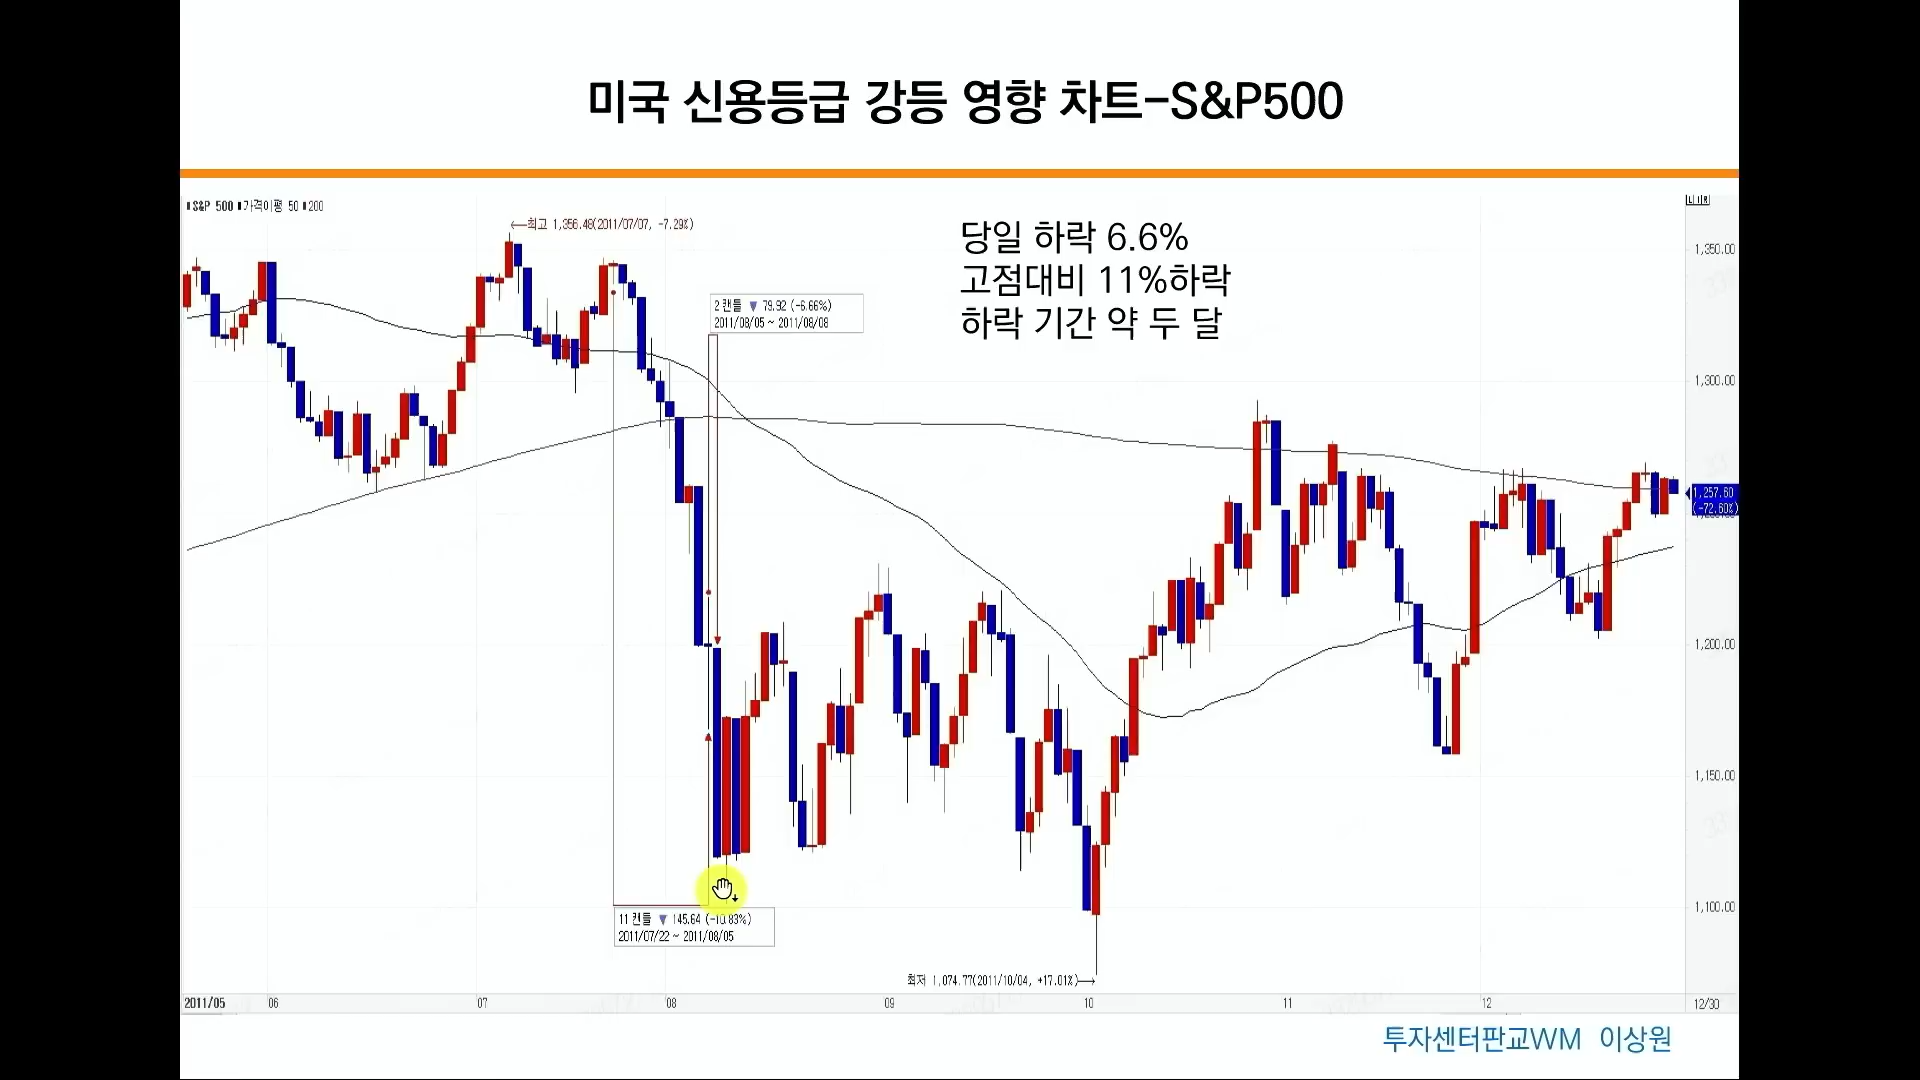 미국 신용등급 강등 영향 차트-S&P500
S&P 500 가격이평 50 200
←최고 1,356.48(2011/07/07, -7.29%)
당일 하락 6.6%
고점대비 11%하락
하락 기간 약 두 달
2 캔들 ▼ 79.92 (-6.66%)
2011/08/05 ~ 2011/08/08
1,350.00
1,300.00
1,257.60
(-72.60%)
1,200.00
1,150.00
1,100.00
11 캔들 ▼ 145.64 (-10.83%)
2011/07/22 ~ 2011/08/05
최저 1,074.77(2011/10/04, +17.01%)→
2011/05 06 07 08 09 10 11 12 12/30
투자센터판교WM 이상원